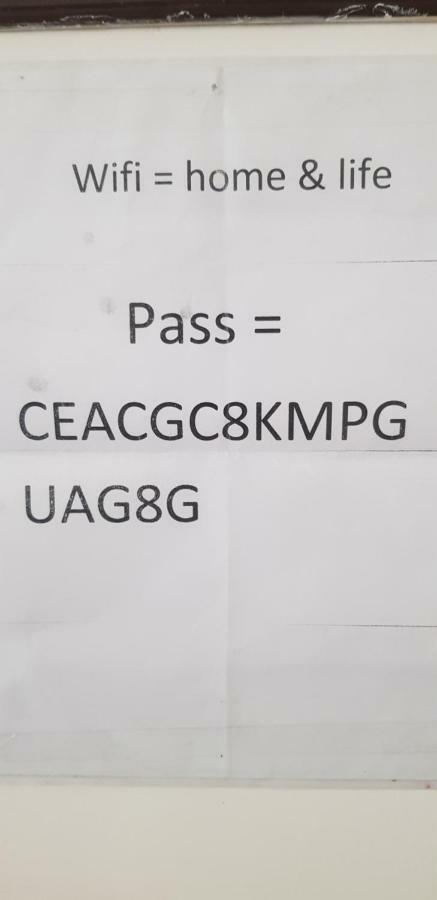 Wifi = home & life
Pass =
CEACGC8KMPG
UAG8G